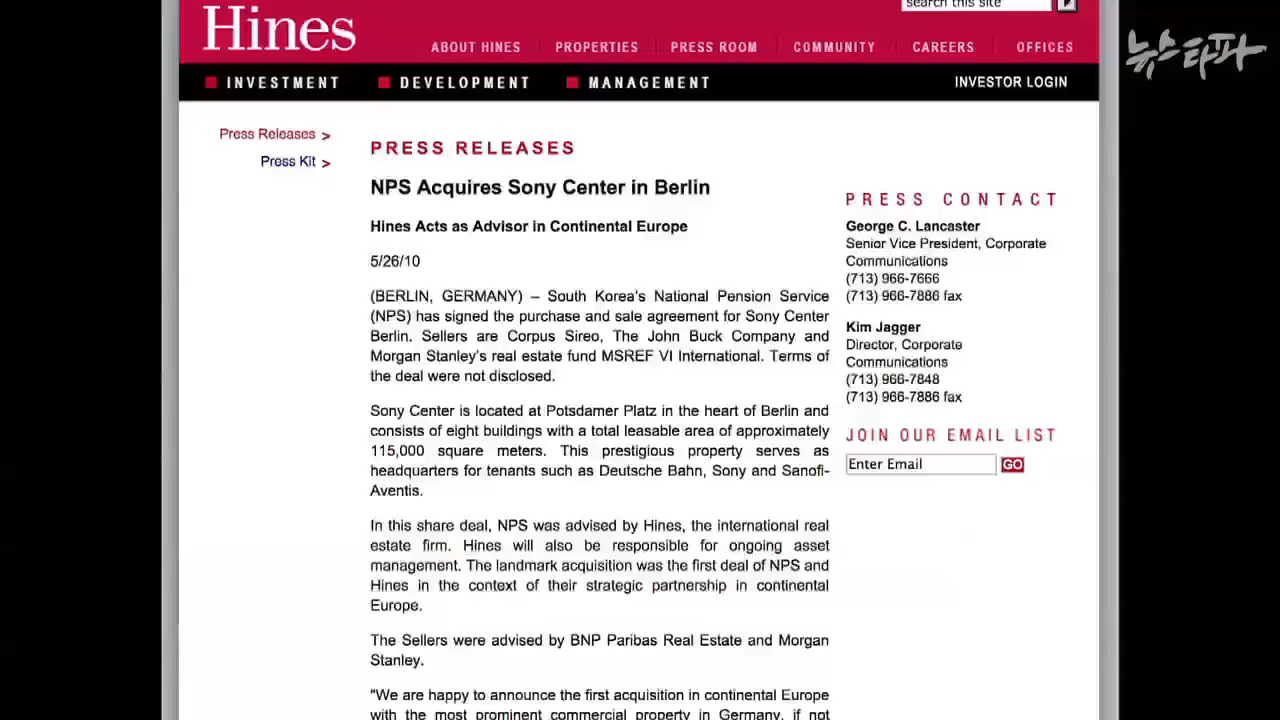 search this site
Hines
뉴스타파
ABOUT HINES PROPERTIES PRESS ROOM COMMUNITY CAREERS OFFICES
INVESTMENT DEVELOPMENT MANAGEMENT INVESTOR LOGIN
Press Releases >
Press Kit >
PRESS RELEASES
NPS Acquires Sony Center in Berlin
Hines Acts as Advisor in Continental Europe
5/26/10
(BERLIN, GERMANY) – South Korea's National Pension Service
(NPS) has signed the purchase and sale agreement for Sony Center
Berlin. Sellers are Corpus Sireo, The John Buck Company and
Morgan Stanley's real estate fund MSREF VI International. Terms of
the deal were not disclosed.
Sony Center is located at Potsdamer Platz in the heart of Berlin and
consists of eight buildings with a total leasable area of approximately
115,000 square meters. This prestigious property serves as
headquarters for tenants such as Deutsche Bahn, Sony and Sanofi-
Aventis.
In this share deal, NPS was advised by Hines, the international real
estate firm. Hines will also be responsible for ongoing asset
management. The landmark acquisition was the first deal of NPS and
Hines in the context of their strategic partnership in continental
Europe.
The Sellers were advised by BNP Paribas Real Estate and Morgan
Stanley.
"We are happy to announce the first acquisition in continental Europe
with the most prominent commercial property in Germany, if not
PRESS CONTACT
George C. Lancaster
Senior Vice President, Corporate
Communications
(713) 966-7666
(713) 966-7886 fax
Kim Jagger
Director, Corporate
Communications
(713) 966-7848
(713) 966-7886 fax
JOIN OUR EMAIL LIST
Enter Email GO